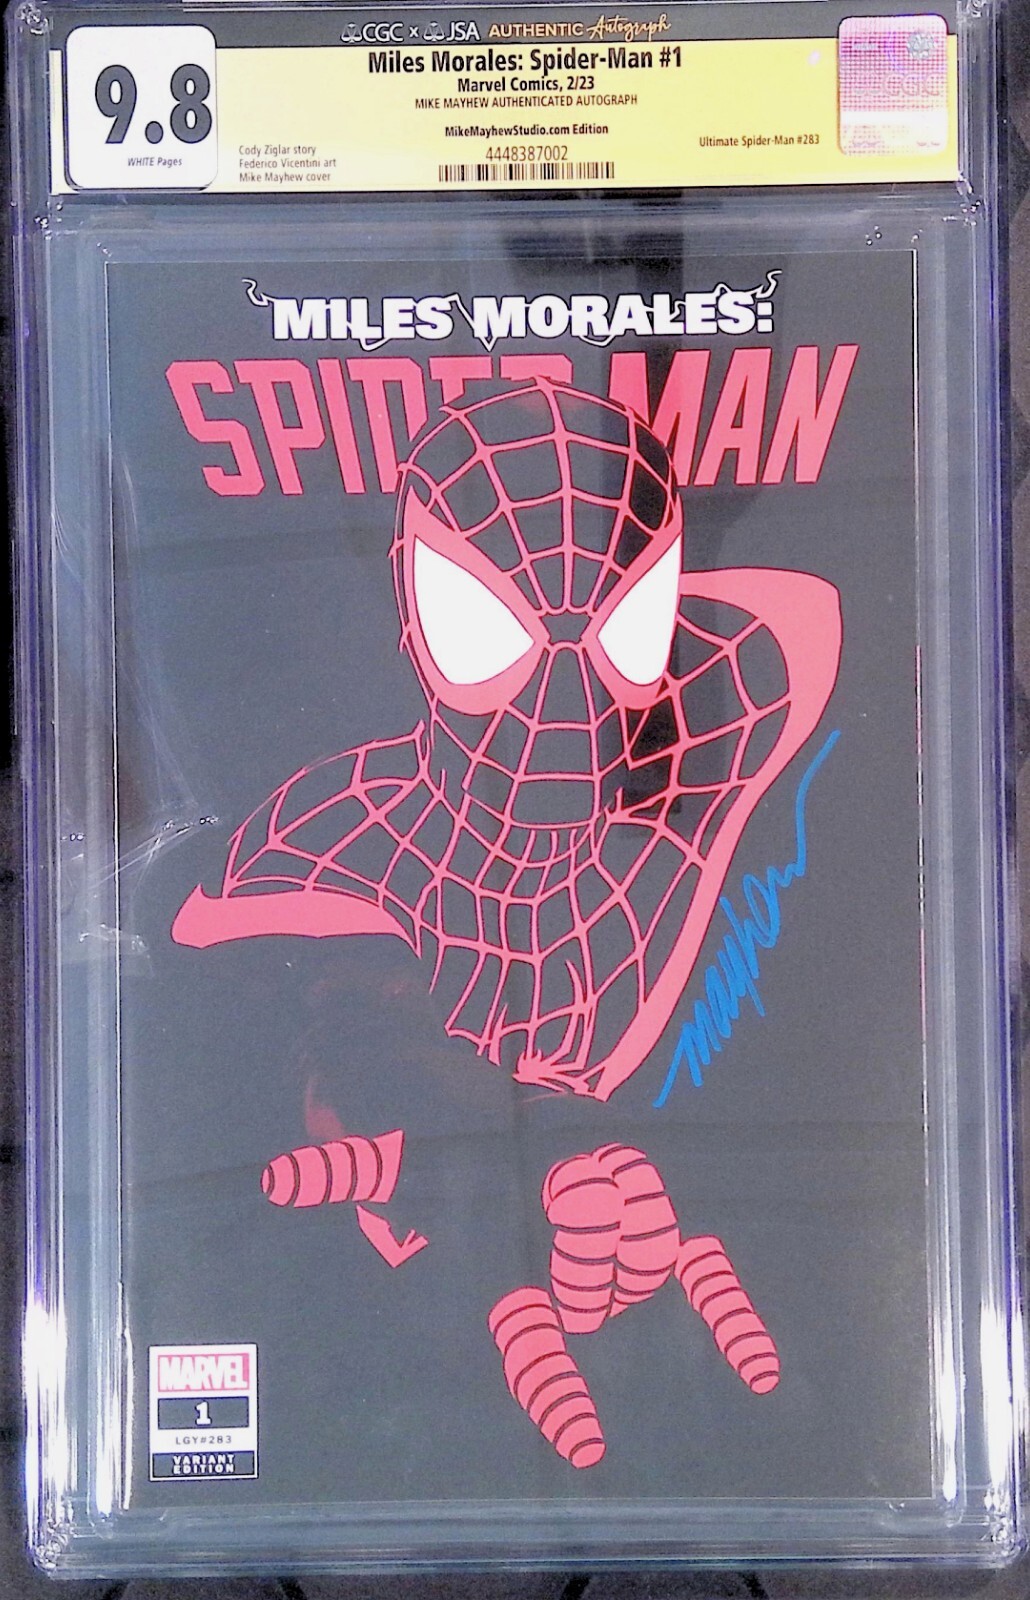 CGC x JSA AUTHENTIC Autograph
9.8
WHITE Pages
Miles Morales: Spider-Man #1
Marvel Comics, 2/23
MIKE MAYHEW AUTHENTICATED AUTOGRAPH
MikeMayhewStudio.com Edition
Cody Ziglar story
Federico Vicentini art
Mike Mayhew cover
4448387002
Ultimate Spider-Man #283
CGC
MILES MORALES:
SPIDER-MAN
mayhew
MARVEL
1
LGY#283
VARIANT
EDITION